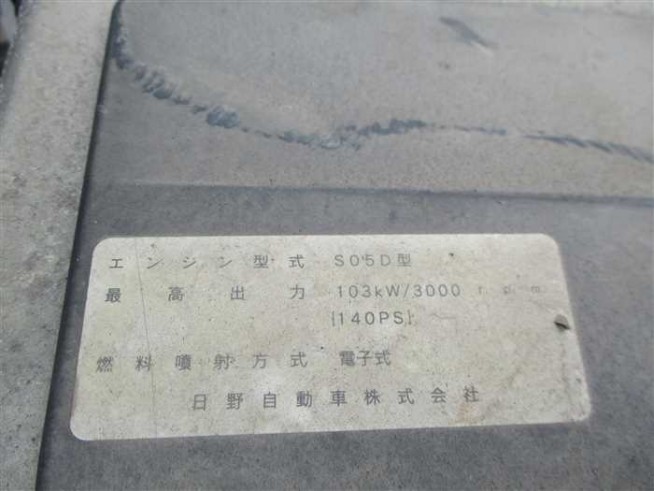 エンジン型式 S05D型
最高出力 103kW/3000 rpm
{140PS}
燃料噴射方式 電子式
日野自動車株式会社